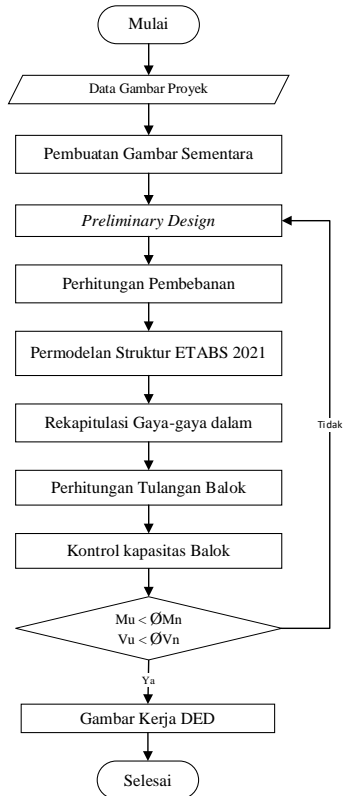 Mulai
Data Gambar Proyek
Pembuatan Gambar Sementara
Preliminary Design
Perhitungan Pembebanan
Permodelan Struktur ETABS 2021
Rekapitulasi Gaya-gaya dalam
Tidak
Perhitungan Tulangan Balok
Kontrol kapasitas Balok
Mu < ØMn
Vu < ØVn
Ya
Gambar Kerja DED
Selesai